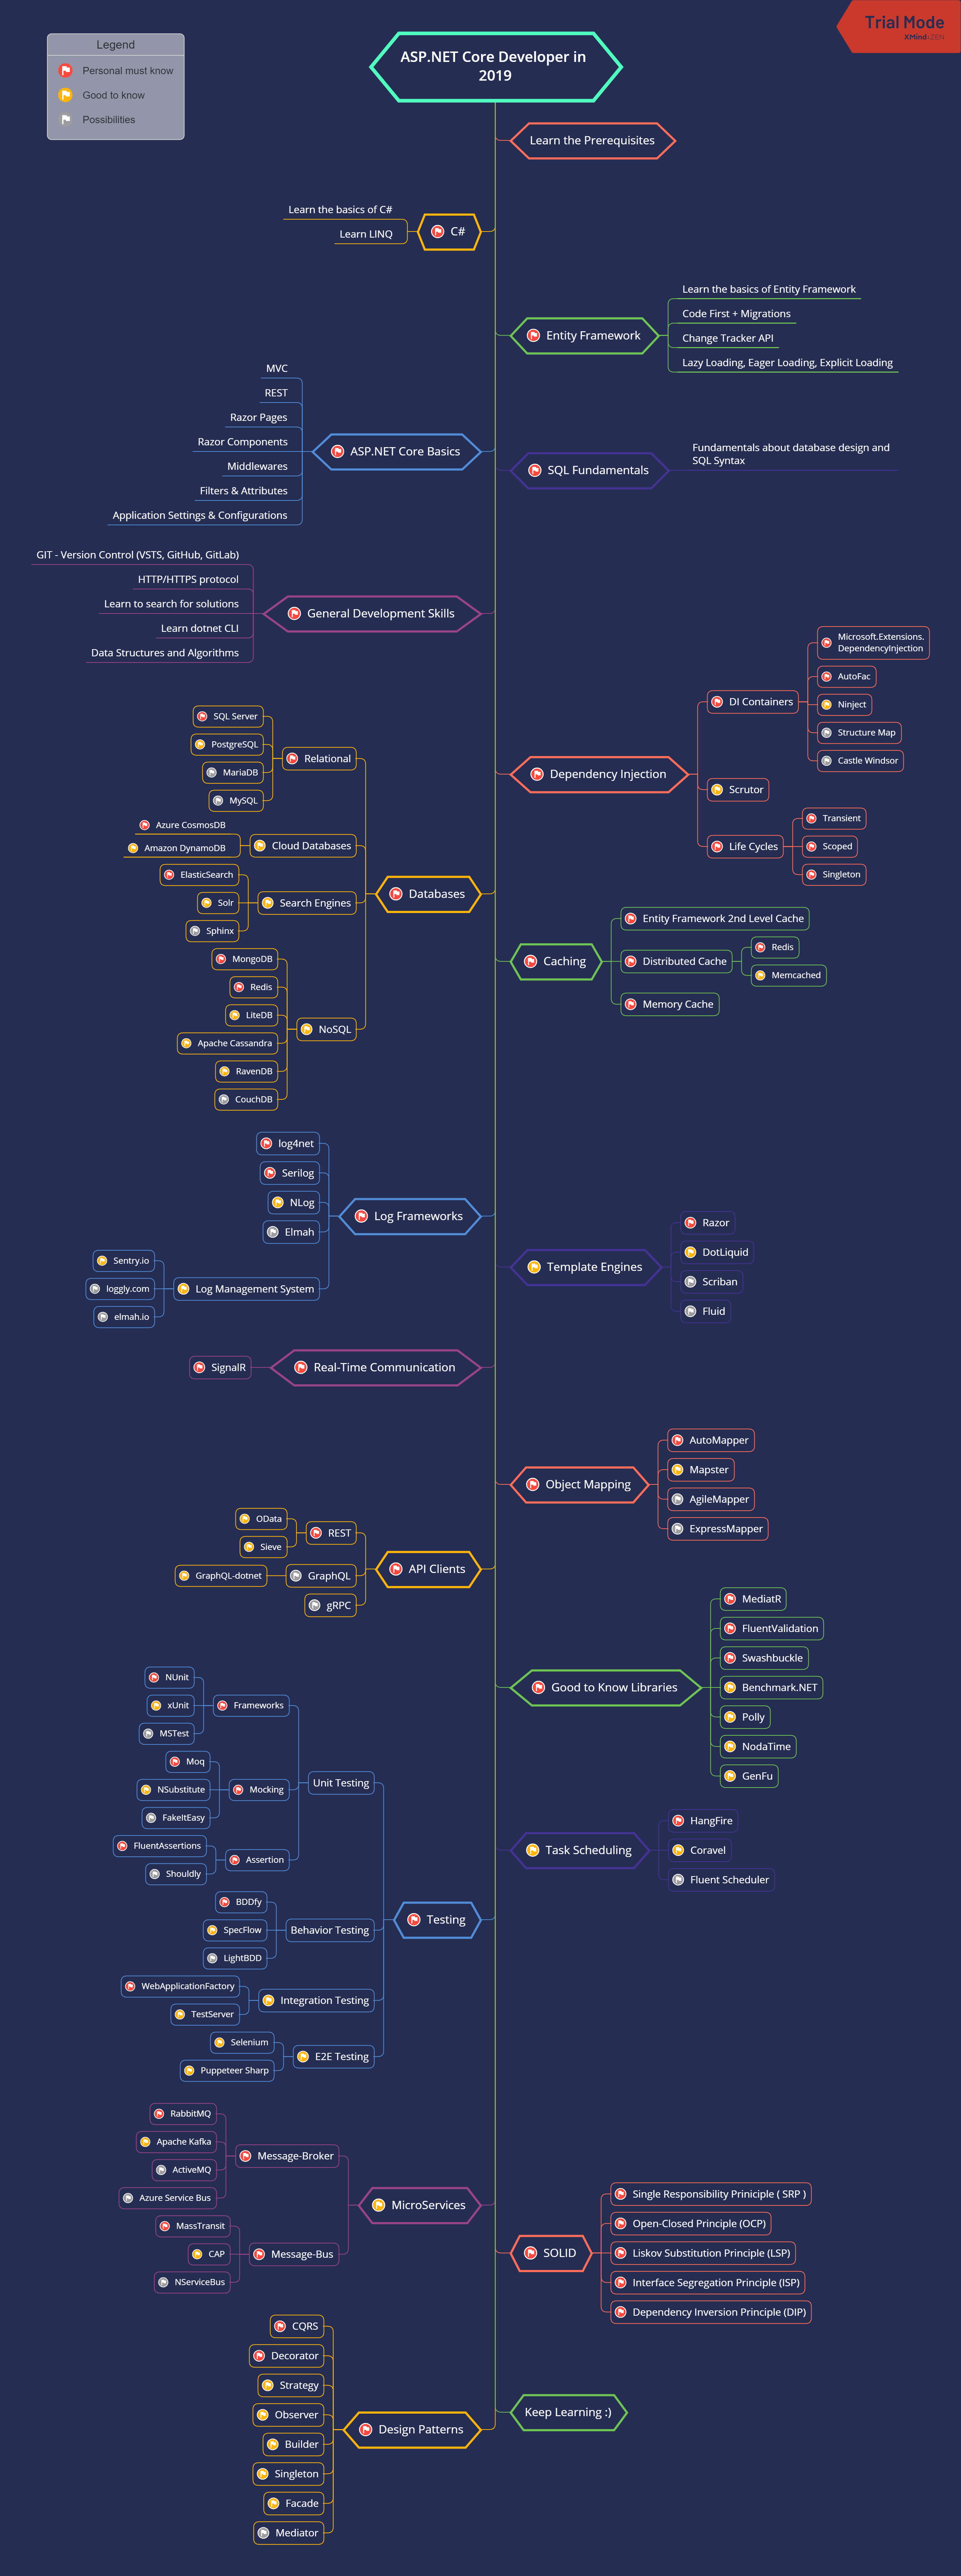 Trial Mode
XMind:ZEN
Legend
Personal must know
Good to know
Possibilities
ASP.NET Core Developer in
2019
Learn the Prerequisites
Learn the basics of C#
Learn LINQ
C#
Entity Framework
Learn the basics of Entity Framework
Code First + Migrations
Change Tracker API
Lazy Loading, Eager Loading, Explicit Loading
MVC
REST
Razor Pages
Razor Components
Middlewares
Filters & Attributes
Application Settings & Configurations
ASP.NET Core Basics
SQL Fundamentals
Fundamentals about database design and
SQL Syntax
GIT - Version Control (VSTS, GitHub, GitLab)
HTTP/HTTPS protocol
Learn to search for solutions
Learn dotnet CLI
Data Structures and Algorithms
General Development Skills
Dependency Injection
DI Containers
Microsoft.Extensions.
DependencyInjection
AutoFac
Ninject
Structure Map
Castle Windsor
Scrutor
Life Cycles
Transient
Scoped
Singleton
SQL Server
PostgreSQL
MariaDB
MySQL
Relational
Azure CosmosDB
Amazon DynamoDB
Cloud Databases
ElasticSearch
Solr
Sphinx
Search Engines
MongoDB
Redis
LiteDB
Apache Cassandra
RavenDB
CouchDB
NoSQL
Databases
Caching
Entity Framework 2nd Level Cache
Distributed Cache
Redis
Memcached
Memory Cache
log4net
Serilog
NLog
Elmah
Sentry.io
loggly.com
elmah.io
Log Management System
Log Frameworks
Template Engines
Razor
DotLiquid
Scriban
Fluid
SignalR
Real-Time Communication
Object Mapping
AutoMapper
Mapster
AgileMapper
ExpressMapper
OData
Sieve
REST
GraphQL-dotnet
GraphQL
gRPC
API Clients
Good to Know Libraries
MediatR
FluentValidation
Swashbuckle
Benchmark.NET
Polly
NodaTime
GenFu
NUnit
xUnit
MSTest
Frameworks
Moq
NSubstitute
FakeItEasy
Mocking
FluentAssertions
Shouldly
Assertion
Unit Testing
BDDfy
SpecFlow
LightBDD
Behavior Testing
WebApplicationFactory
TestServer
Integration Testing
Selenium
Puppeteer Sharp
E2E Testing
Testing
Task Scheduling
HangFire
Coravel
Fluent Scheduler
RabbitMQ
Apache Kafka
ActiveMQ
Azure Service Bus
Message-Broker
MassTransit
CAP
NServiceBus
Message-Bus
MicroServices
SOLID
Single Responsibility Priniciple ( SRP )
Open-Closed Principle (OCP)
Liskov Substitution Principle (LSP)
Interface Segregation Principle (ISP)
Dependency Inversion Principle (DIP)
CQRS
Decorator
Strategy
Observer
Builder
Singleton
Facade
Mediator
Design Patterns
Keep Learning :)